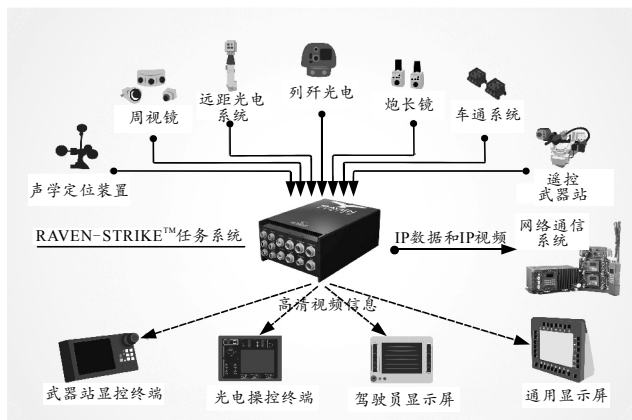 周视镜
远距光电
系统
列歼光电
炮长镜
车通系统
声学定位装置
遥控
武器站
RAVEN-STRIKE™任务系统
RAVEN
IP数据和IP视频
网络通信
系统
高清视频信息
武器站显控终端
光电操控终端
驾驶员显示屏
通用显示屏